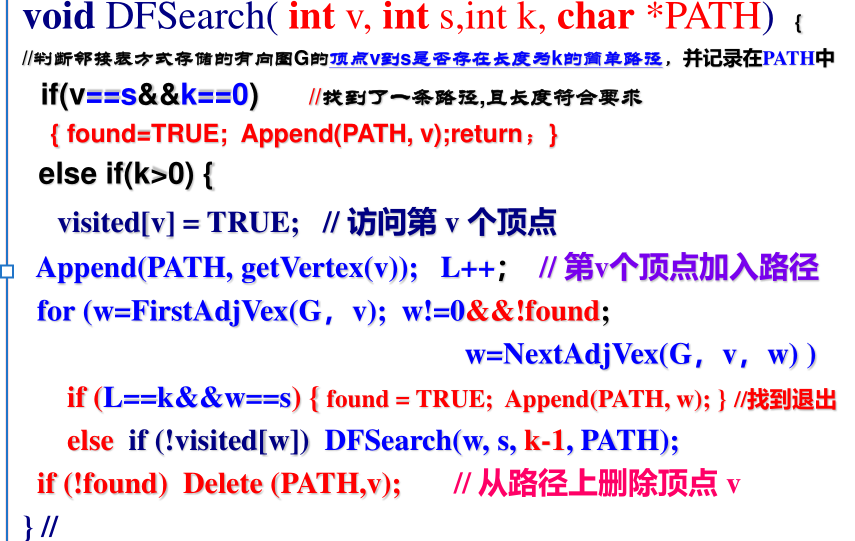 void DFSearch( int v, int s,int k, char *PATH) {
//判断邻接表方式存储的有向图G的顶点v到s是否存在长度为k的简单路径，并记录在PATH中
if(v==s&&k==0) //找到了一条路径,且长度符合要求
{ found=TRUE; Append(PATH, v);return；}
else if(k>0) {
visited[v] = TRUE; // 访问第 v 个顶点
Append(PATH, getVertex(v)); L++； // 第v个顶点加入路径
for (w=FirstAdjVex(G，v); w!=0&&!found;
w=NextAdjVex(G，v，w) )
if (L==k&&w==s) { found = TRUE; Append(PATH, w); } //找到退出
else if (!visited[w]) DFSearch(w, s, k-1, PATH);
if (!found) Delete (PATH,v); // 从路径上删除顶点 v
} //